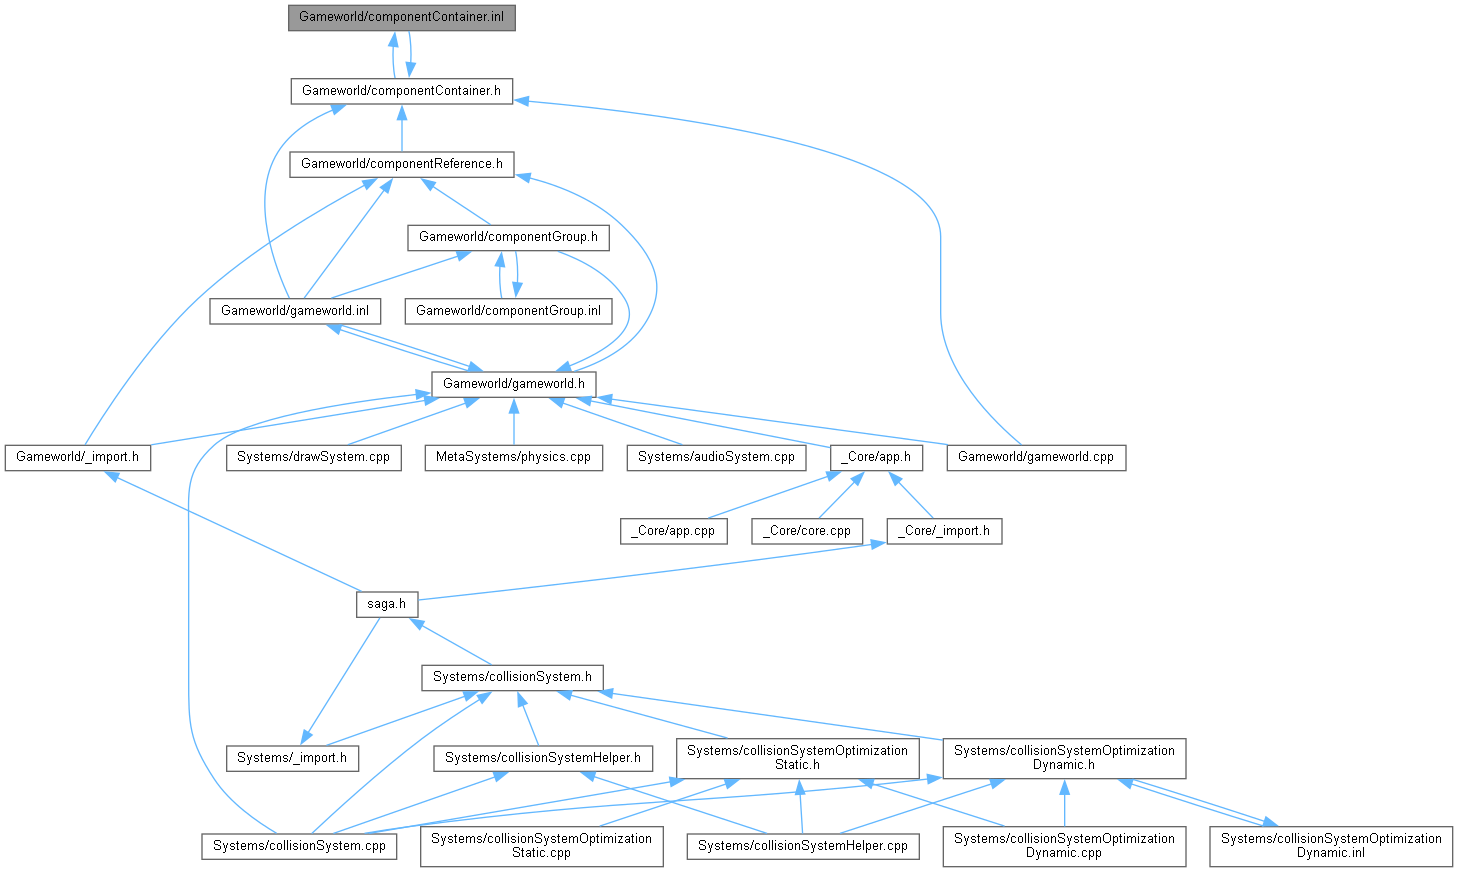 Gameworld/componentContainer.inl
Gameworld/componentContainer.h
Gameworld/componentReference.h
Gameworld/componentGroup.h
Gameworld/gameworld.inl
Gameworld/componentGroup.inl
Gameworld/gameworld.h
Gameworld/_import.h
Systems/drawSystem.cpp
MetaSystems/physics.cpp
Systems/audioSystem.cpp
_Core/app.h
Gameworld/gameworld.cpp
_Core/app.cpp
_Core/core.cpp
_Core/_import.h
saga.h
Systems/collisionSystem.h
Systems/_import.h
Systems/collisionSystemHelper.h
Systems/collisionSystemOptimization
Static.h
Systems/collisionSystemOptimization
Dynamic.h
Systems/collisionSystem.cpp
Systems/collisionSystemOptimization
Static.cpp
Systems/collisionSystemHelper.cpp
Systems/collisionSystemOptimization
Dynamic.cpp
Systems/collisionSystemOptimization
Dynamic.inl